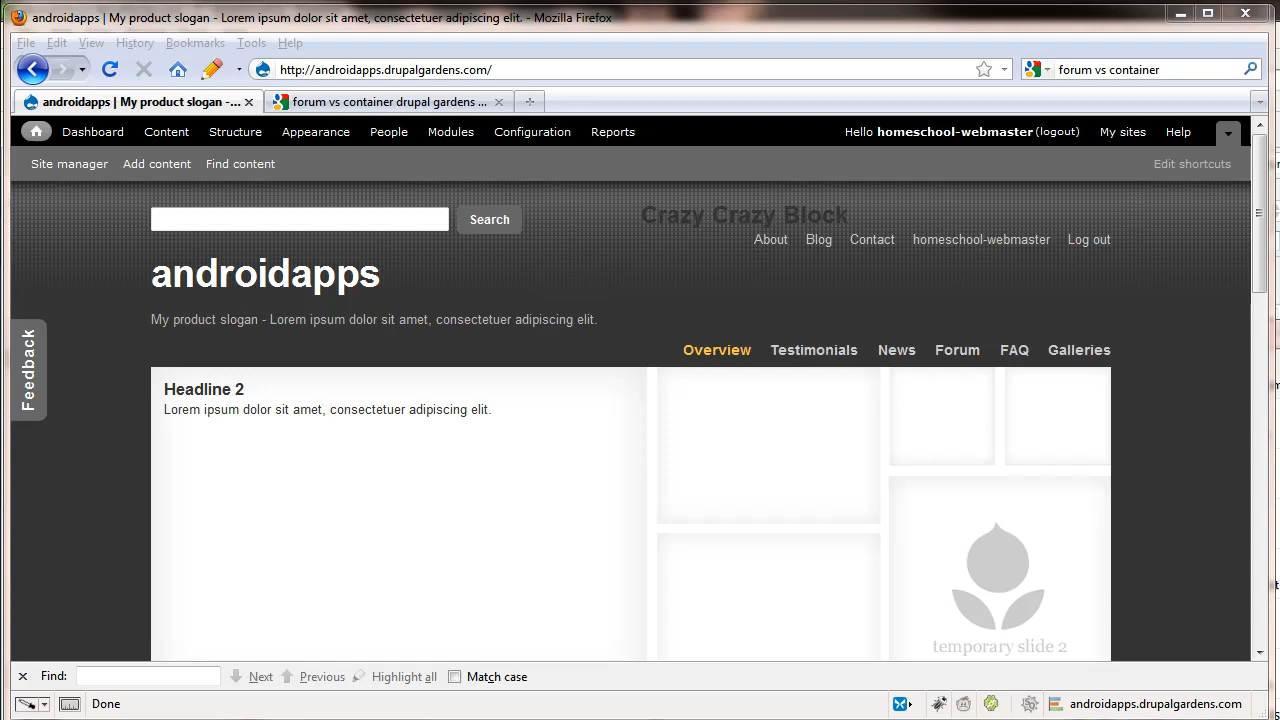 androidapps | My product slogan - Lorem ipsum dolor sit amet, consectetuer adipiscing elit. - Mozilla Firefox
File Edit View History Bookmarks Tools Help
http://androidapps.drupalgardens.com/ forum vs container
androidapps | My product slogan -... forum vs container drupal gardens ...
Dashboard Content Structure Appearance People Modules Configuration Reports Hello homeschool-webmaster (logout) My sites Help
Site manager Add content Find content Edit shortcuts
Search
Crazy Crazy Block
About Blog Contact homeschool-webmaster Log out
androidapps
My product slogan - Lorem ipsum dolor sit amet, consectetuer adipiscing elit.
Feedback
Overview Testimonials News Forum FAQ Galleries
Headline 2
Lorem ipsum dolor sit amet, consectetuer adipiscing elit.
temporary slide 2
Find: Next Previous Highlight all Match case
Done androidapps.drupalgardens.com